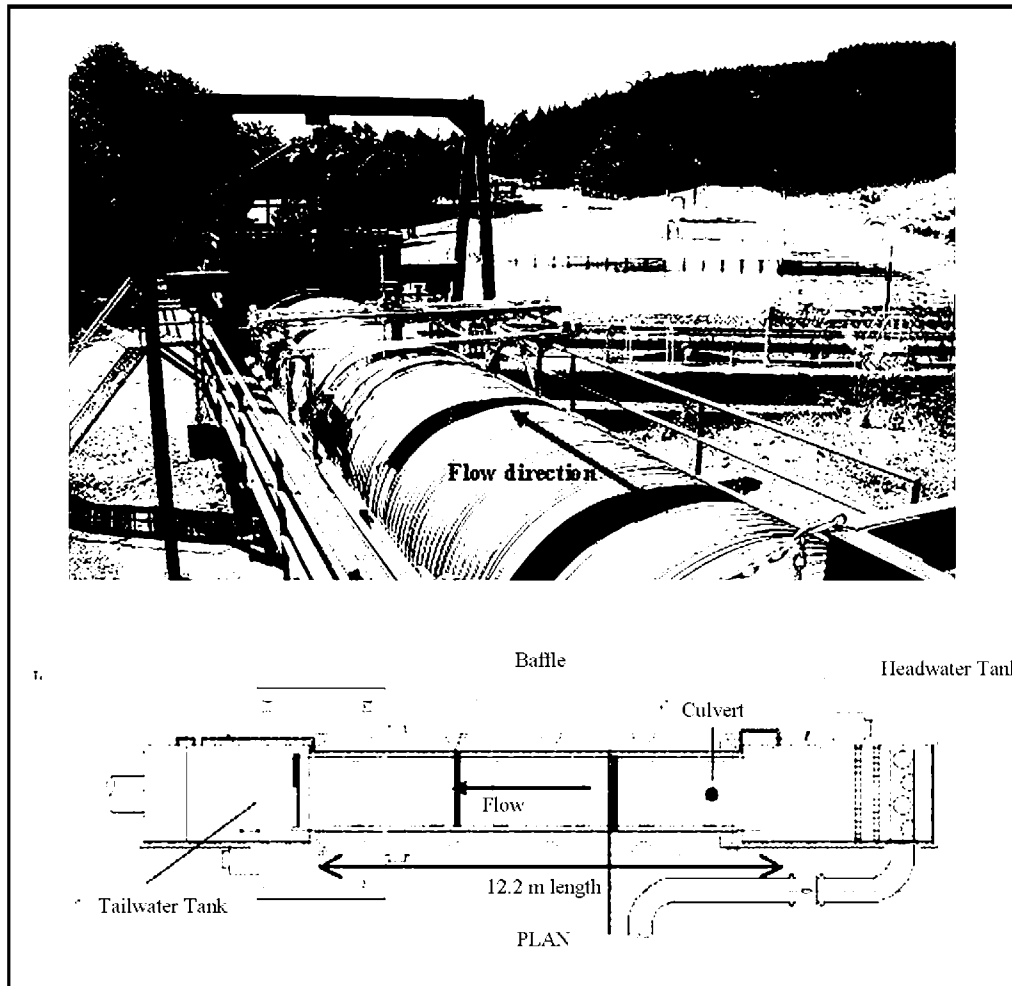 Flow direction
Baffle
Headwater Tank
Culvert
Flow
12.2 m length
Tailwater Tank
PLAN